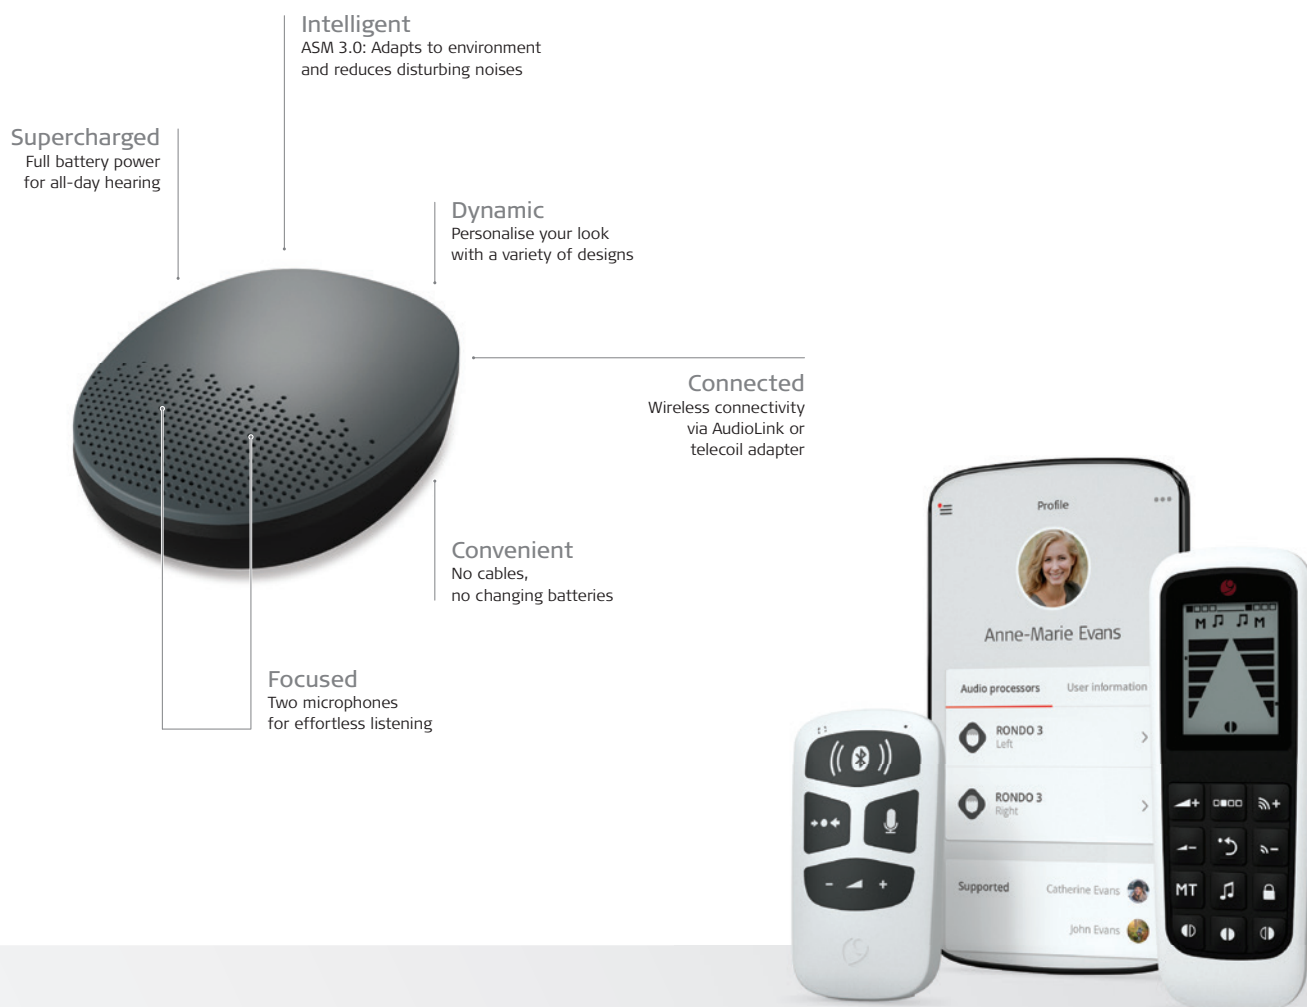 Intelligent
ASM 3.0: Adapts to environment
and reduces disturbing noises
Supercharged
Full battery power
for all-day hearing
Dynamic
Personalise your look
with a variety of designs
Connected
Wireless connectivity
via AudioLink or
telecoil adapter
Convenient
No cables,
no changing batteries
Focused
Two microphones
for effortless listening
Profile
Anne-Marie Evans
Audio processors User information
RONDO 3
Left
RONDO 3
Right
Supported Catherine Evans
John Evans
M M
MT